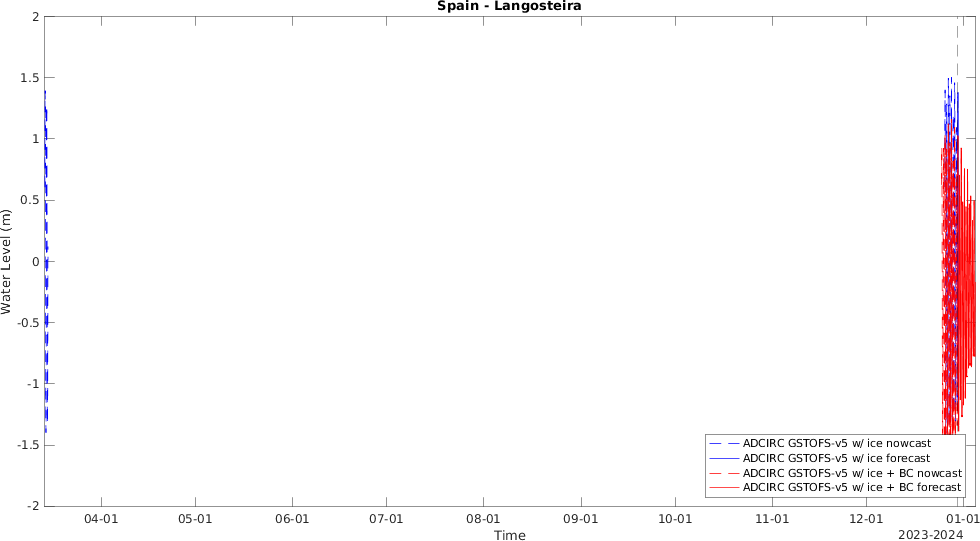 Spain - Langosteira
2
1.5
1
0.5
0
-0.5
-1
-1.5
-2
Water Level (m)
ADCIRC GSTOFS-v5 w/ ice nowcast
ADCIRC GSTOFS-v5 w/ ice forecast
ADCIRC GSTOFS-v5 w/ ice + BC nowcast
ADCIRC GSTOFS-v5 w/ ice + BC forecast
04-01 05-01 06-01 07-01 08-01 09-01 10-01 11-01 12-01 01-01
Time
2023-2024